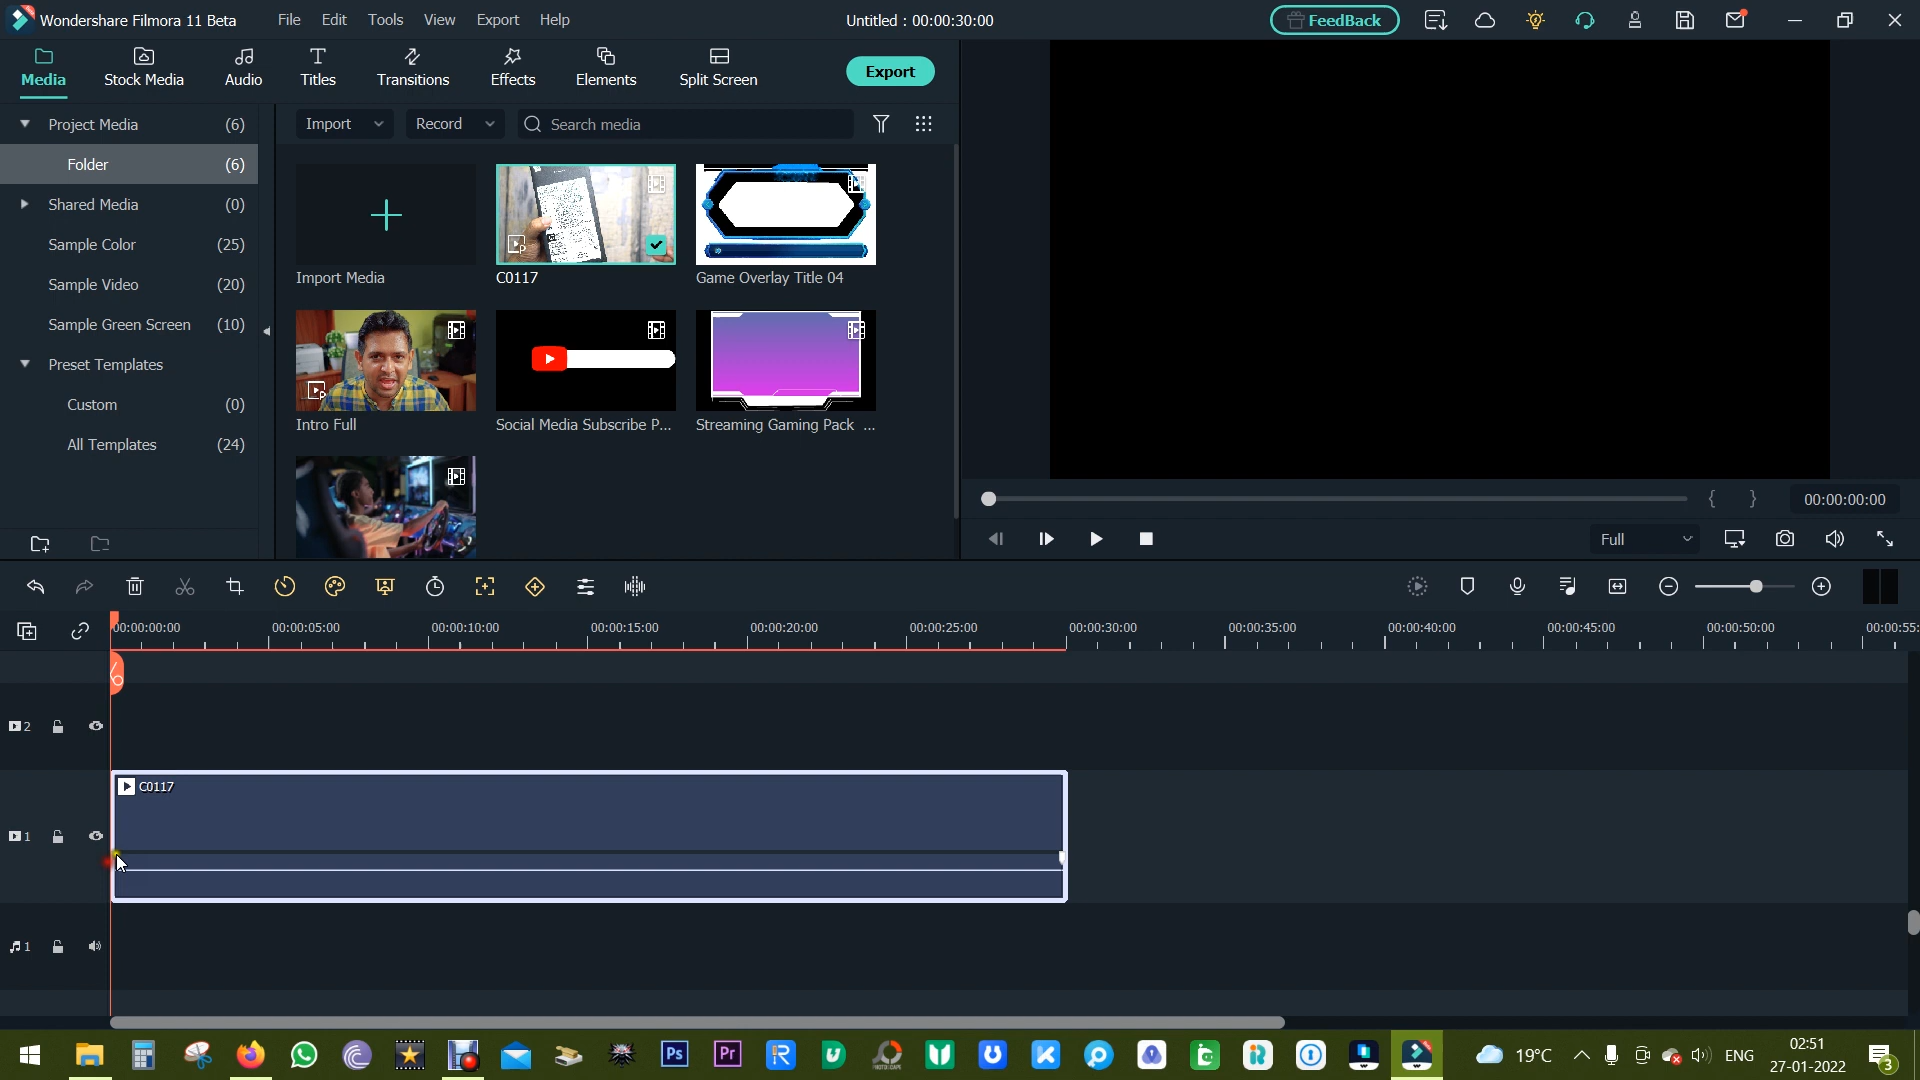 Wondershare Filmora 11 Beta
File Edit Tools View Export Help
Untitled : 00:00:30:00
FeedBack
Media Stock Media Audio Titles Transitions Effects Elements Split Screen
Export
Project Media (6)
Folder (6)
Shared Media (0)
Sample Color (25)
Sample Video (20)
Sample Green Screen (10)
Preset Templates
Custom (0)
All Templates (24)
Import Record Search media
Import Media C0117 Game Overlay Title 04
Intro Full Social Media Subscribe P... Streaming Gaming Pack ...
00:00:00:00
Full
00:00:00:00 00:00:05:00 00:00:10:00 00:00:15:00 00:00:20:00 00:00:25:00 00:00:30:00 00:00:35:00 00:00:40:00 00:00:45:00 00:00:50:00 00:00:55:
2
C0117
1
1
Ps Pr
19°C ENG
02:51
27-01-2022
3